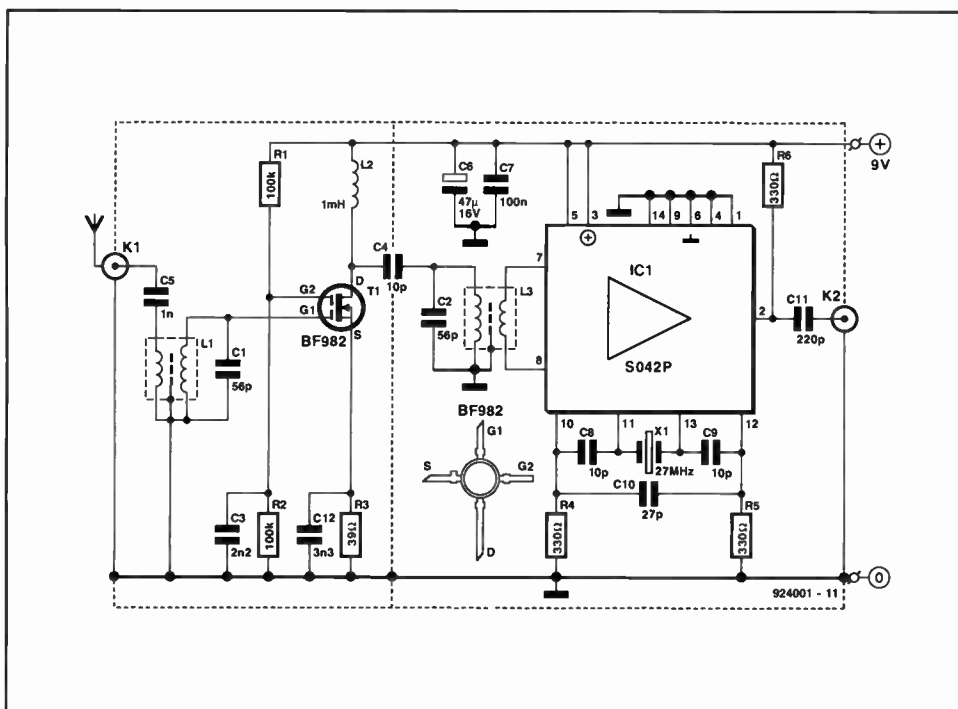 K1
C5
1n
L1
C1
56p
R1
100k
L2
1mH
G2
G1
D
T1
S
BF982
C3
2n2
R2
100k
C12
3n3
R3
39Ω
C4
10p
C6
47µ
16V
C7
100n
C2
56p
L3
BF982
G1
S
G2
D
5
3
14
9
6
4
1
7
8
IC1
S042P
2
10
11
13
12
C8
10p
X1
27MHz
C9
10p
C10
27p
R4
330Ω
R5
330Ω
R6
330Ω
C11
220p
K2
+
9V
0
924001 - 11